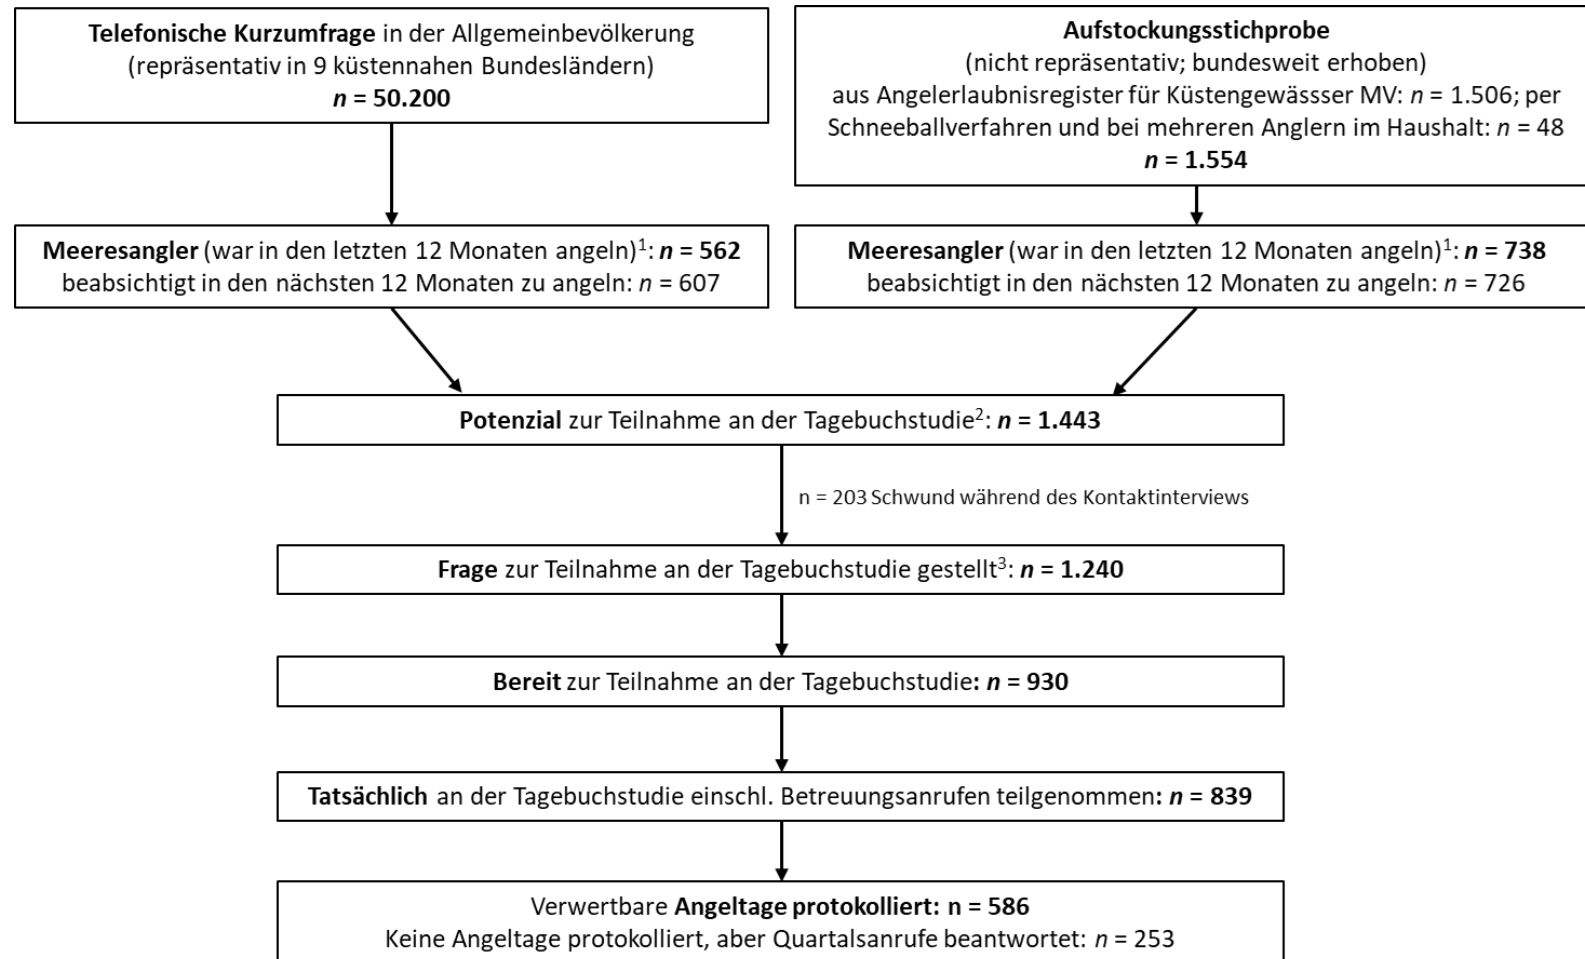 Telefonische Kurzumfrage in der Allgemeinbevölkerung
(repräsentativ in 9 küstennahen Bundesländern)
n = 50.200
Aufstockungsstichprobe
(nicht repräsentativ; bundesweit erhoben)
aus Angelerlaubnisregister für Küstengewässser MV: n = 1.506; per
Schneeballverfahren und bei mehreren Anglern im Haushalt: n = 48
n = 1.554
Meeresangler (war in den letzten 12 Monaten angeln)¹: n = 562
beabsichtigt in den nächsten 12 Monaten zu angeln: n = 607
Meeresangler (war in den letzten 12 Monaten angeln)¹: n = 738
beabsichtigt in den nächsten 12 Monaten zu angeln: n = 726
Potenzial zur Teilnahme an der Tagebuchstudie²: n = 1.443
n = 203 Schwund während des Kontaktinterviews
Frage zur Teilnahme an der Tagebuchstudie gestellt³: n = 1.240
Bereit zur Teilnahme an der Tagebuchstudie: n = 930
Tatsächlich an der Tagebuchstudie einschl. Betreuungsanrufen teilgenommen: n = 839
Verwertbare Angeltage protokolliert: n = 586
Keine Angeltage protokolliert, aber Quartalsanrufe beantwortet: n = 253